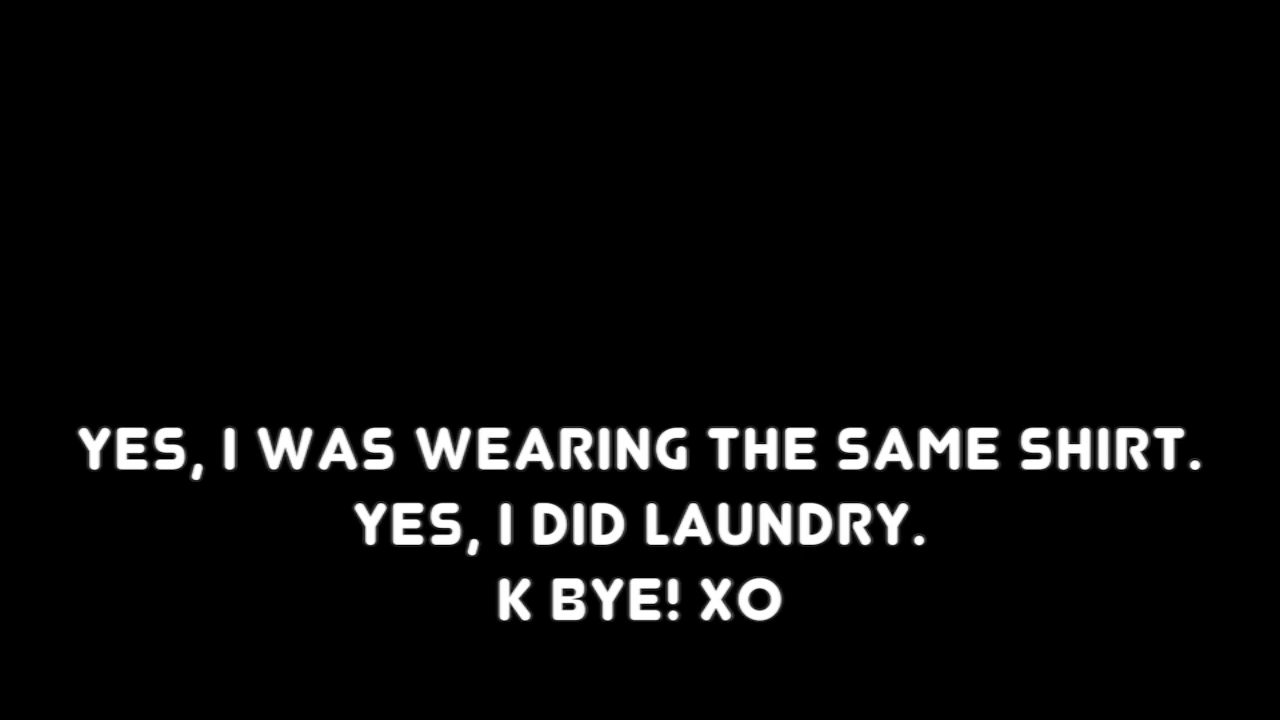 YES, I WAS WEARING THE SAME SHIRT.
YES, I DID LAUNDRY.
K BYE! XO